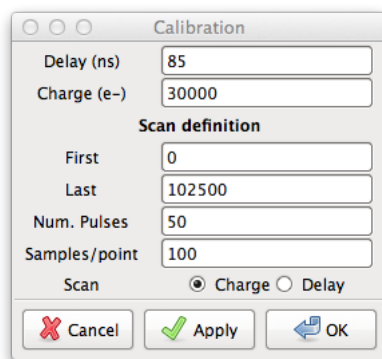 Calibration
Delay (ns) 85
Charge (e-) 30000
Scan definition
First 0
Last 102500
Num. Pulses 50
Samples/point 100
Scan Charge Delay
Cancel Apply OK